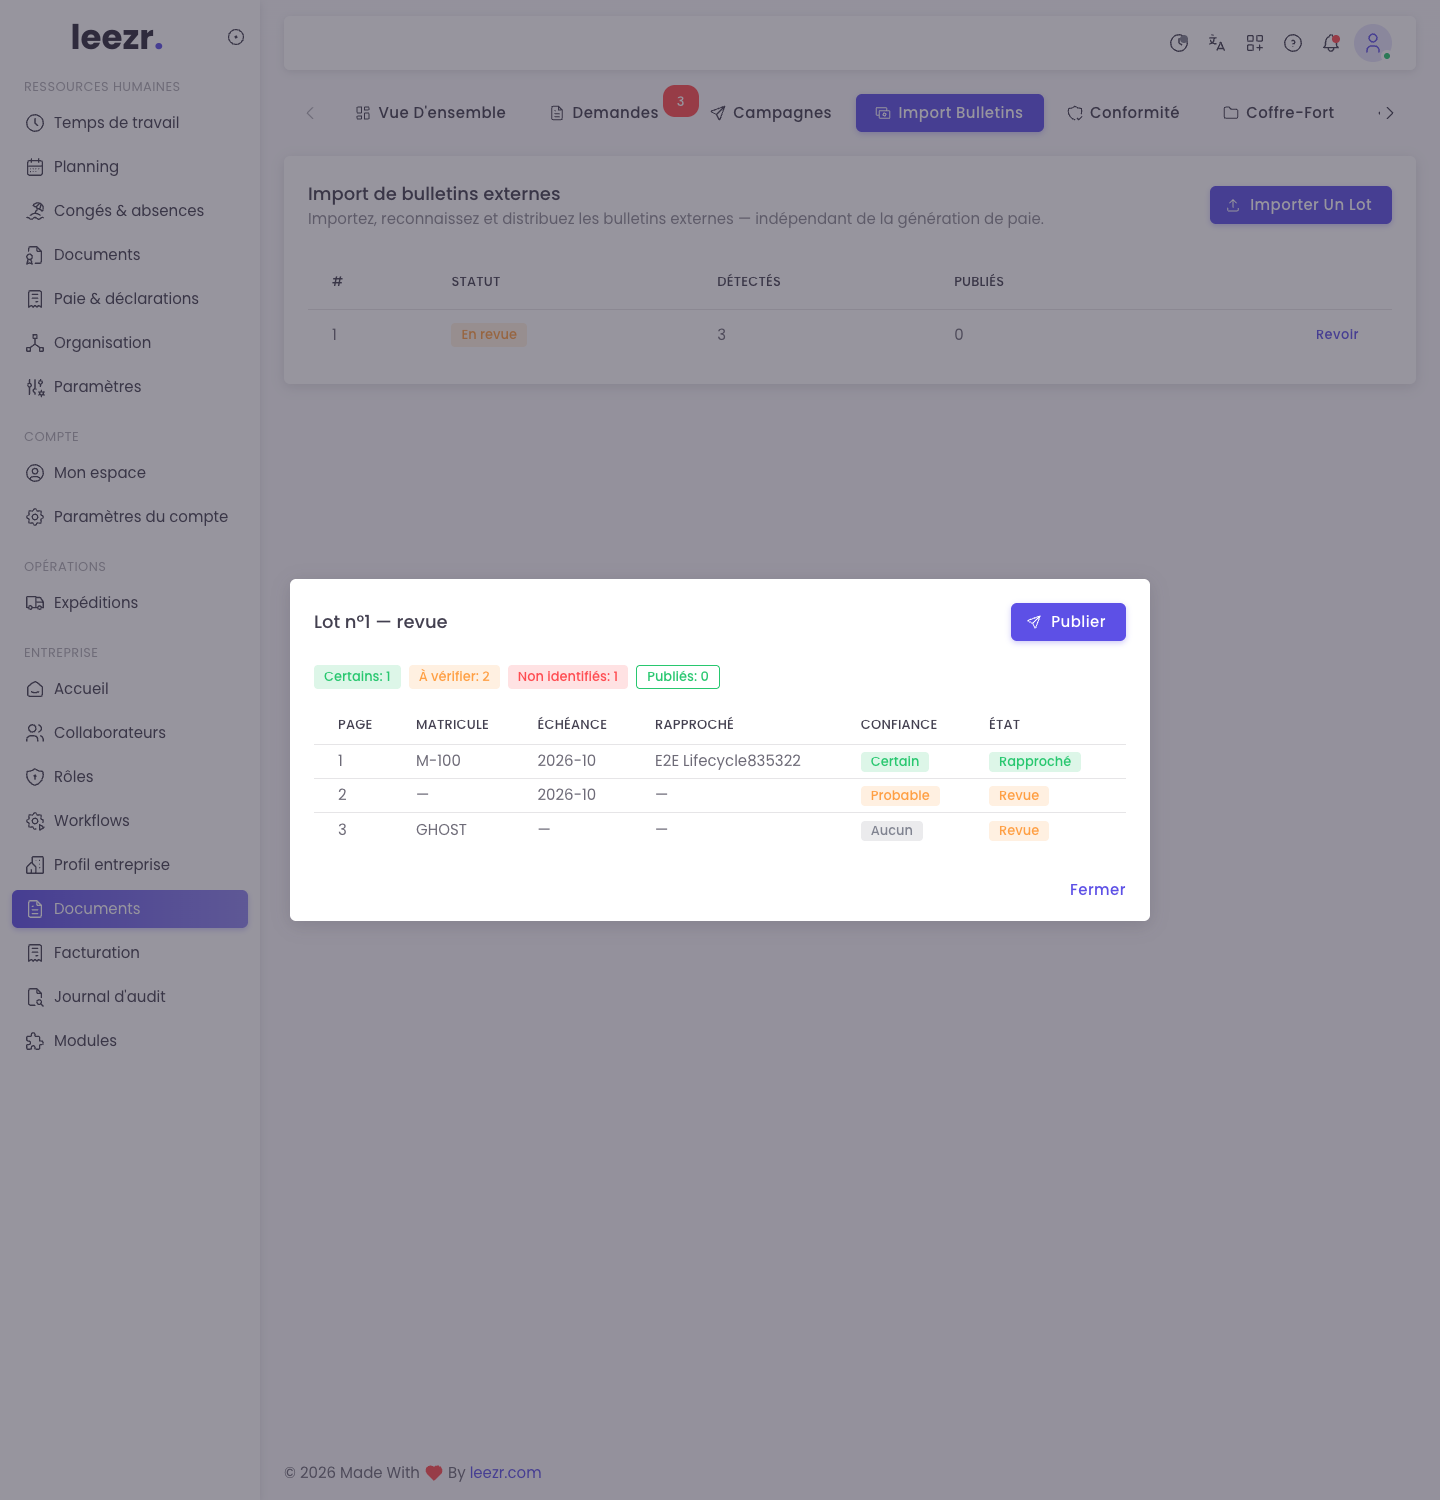 leezr.
RESSOURCES HUMAINES
Temps de travail
Planning
Congés & absences
Documents
Paie & déclarations
Organisation
Paramètres
COMPTE
Mon espace
Paramètres du compte
OPÉRATIONS
Expéditions
ENTREPRISE
Accueil
Collaborateurs
Rôles
Workflows
Profil entreprise
Documents
Facturation
Journal d'audit
Modules
Vue D'ensemble
Demandes 3
Campagnes
Import Bulletins
Conformité
Coffre-Fort
Import de bulletins externes
Importez, reconnaissez et distribuez les bulletins externes — indépendant de la génération de paie.
Importer Un Lot
# STATUT DÉTECTÉS PUBLIÉS
1 En revue 3 0 Revoir
Lot n°1 — revue
Publier
Certains: 1 À vérifier: 2 Non identifiés: 1 Publiés: 0
PAGE MATRICULE ÉCHÉANCE RAPPROCHÉ CONFIANCE ÉTAT
1 M-100 2026-10 E2E Lifecycle835322 Certain Rapproché
2 — 2026-10 — Probable Revue
3 GHOST — — Aucun Revue
Fermer
© 2026 Made With By leezr.com